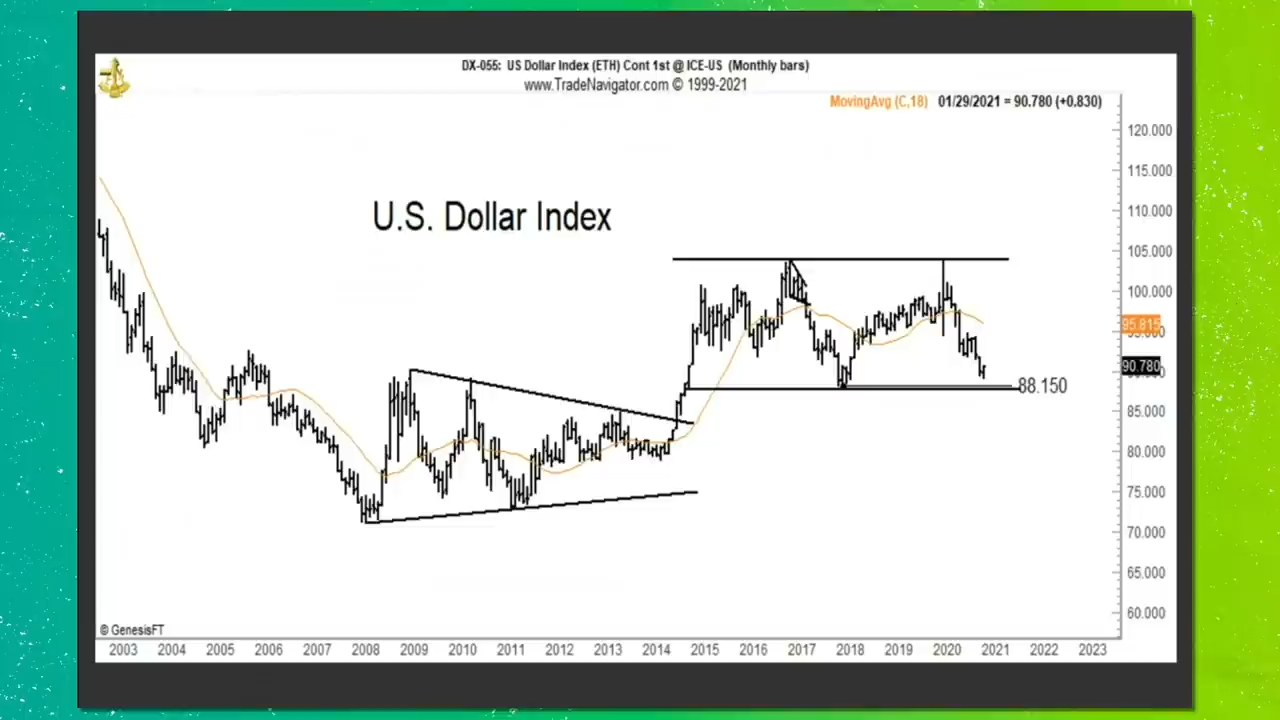 DX-055: US Dollar Index (ETH) Cont 1st @ ICE-US (Monthly bars)
www.TradeNavigator.com © 1999-2021
MovingAvg (C,18) 01/29/2021 = 90.780 (+0.830)
U.S. Dollar Index
120.000
115.000
110.000
105.000
100.000
95.815
95.000
90.780
88.150
85.000
80.000
75.000
70.000
65.000
60.000
© GenesisFT
2003 2004 2005 2006 2007 2008 2009 2010 2011 2012 2013 2014 2015 2016 2017 2018 2019 2020 2021 2022 2023